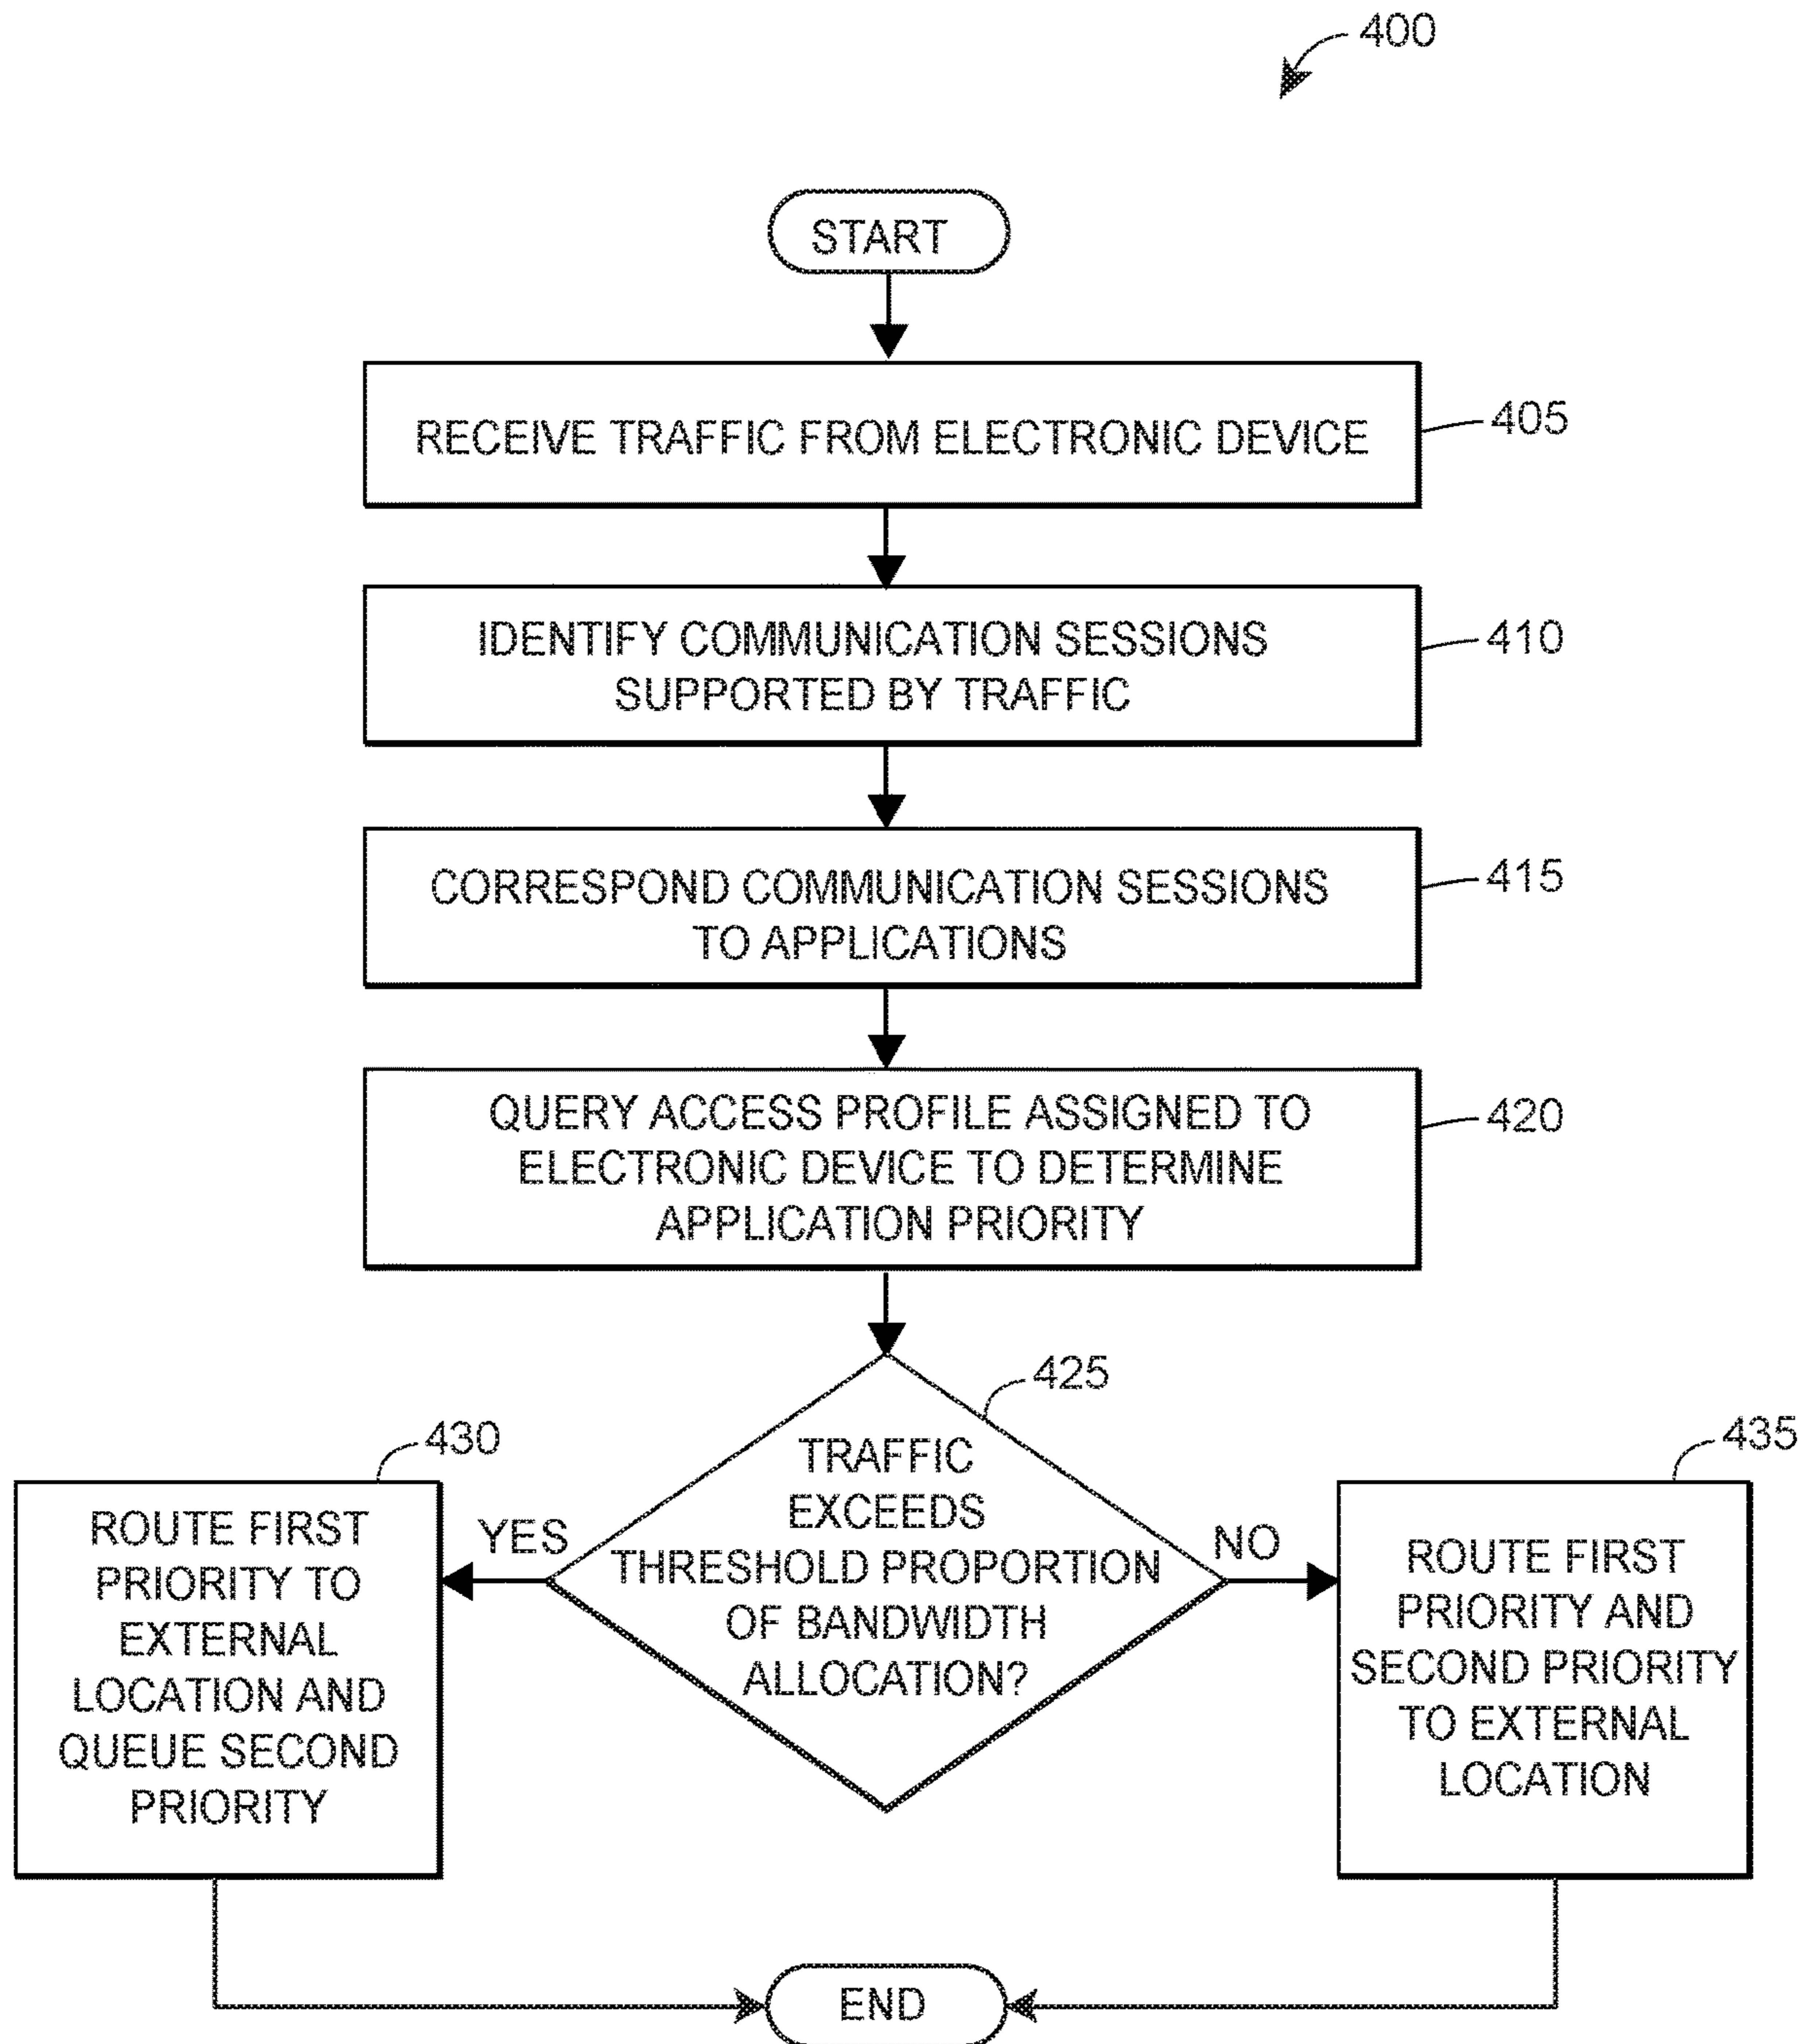 400
START
RECEIVE TRAFFIC FROM ELECTRONIC DEVICE
405
IDENTIFY COMMUNICATION SESSIONS
SUPPORTED BY TRAFFIC
410
CORRESPOND COMMUNICATION SESSIONS
TO APPLICATIONS
415
QUERY ACCESS PROFILE ASSIGNED TO
ELECTRONIC DEVICE TO DETERMINE
APPLICATION PRIORITY
420
425
TRAFFIC
EXCEEDS
THRESHOLD PROPORTION
OF BANDWIDTH
ALLOCATION?
YES
430
ROUTE FIRST
PRIORITY TO
EXTERNAL
LOCATION AND
QUEUE SECOND
PRIORITY
NO
435
ROUTE FIRST
PRIORITY AND
SECOND PRIORITY
TO EXTERNAL
LOCATION
END